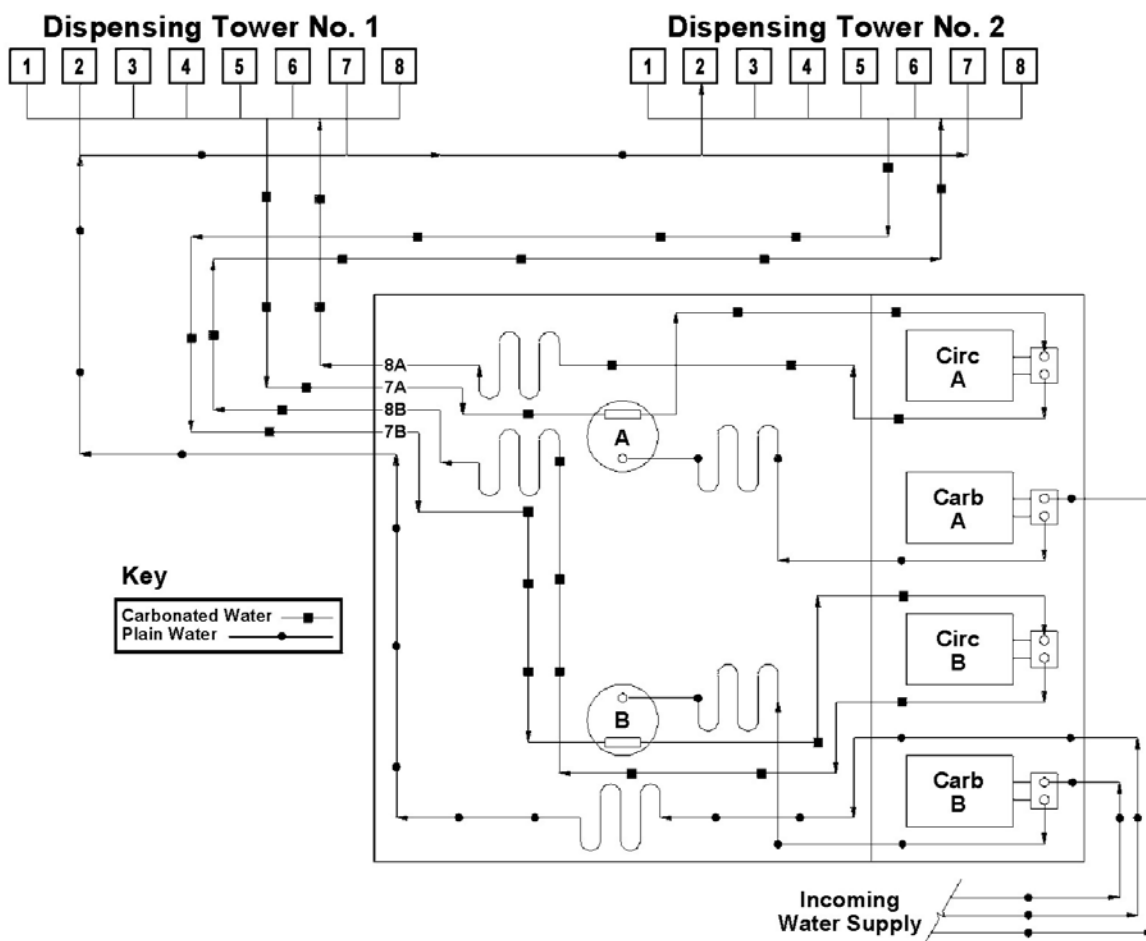 Dispensing Tower No. 1
Dispensing Tower No. 2
1 2 3 4 5 6 7 8
1 2 3 4 5 6 7 8
8A
7A
8B
7B
A
B
Circ
A
Carb
A
Circ
B
Carb
B
Key
Carbonated Water
Plain Water
Incoming
Water Supply